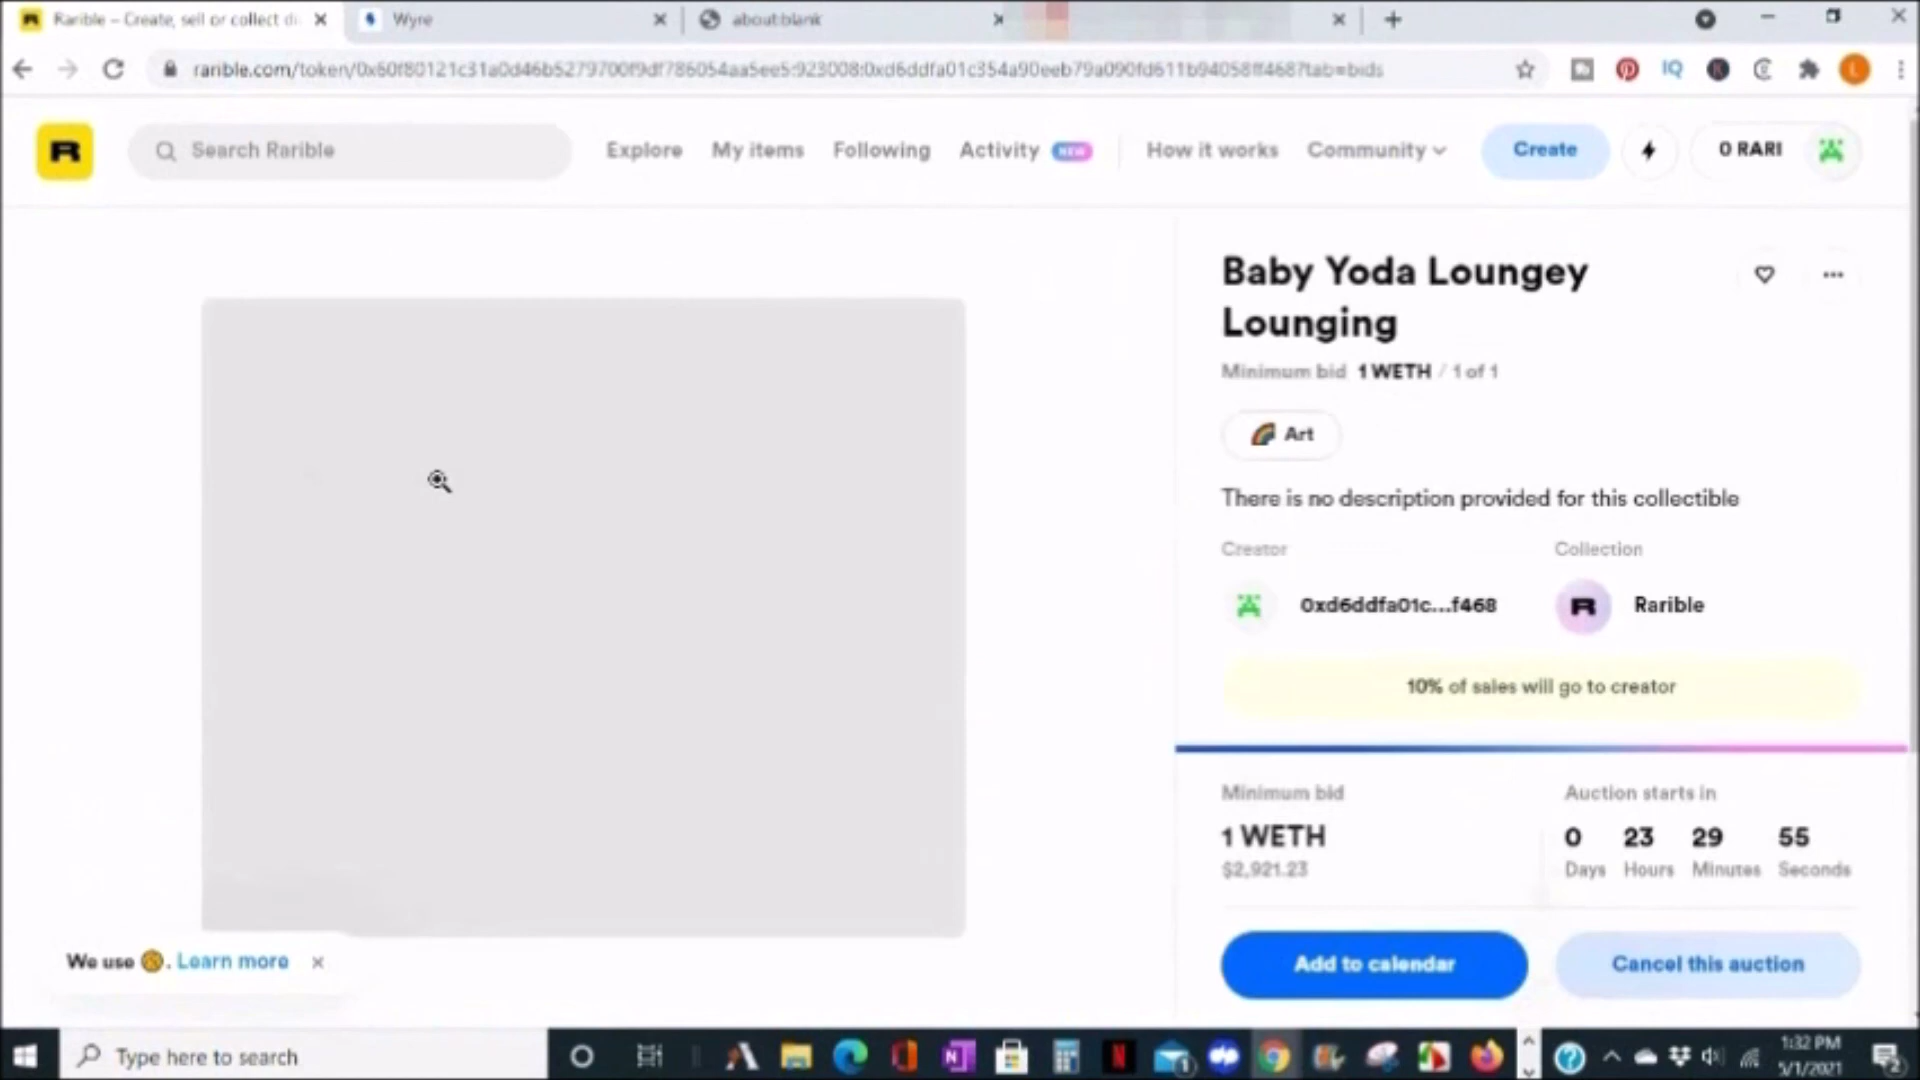 Rarible – Create, sell or collect di
Wyre
about:blank
rarible.com/token/0x60f80121c31a0d46b5279700f9df786054aa5ee5:923008:0xd6ddfa01c354a90eeb79a090fd611b94058ff468?tab=bids
IQ
L
R
Search Rarible
Explore
My items
Following
Activity NEW
How it works
Community
Create
0 RARI
Baby Yoda Loungey
Lounging
Minimum bid 1 WETH / 1 of 1
Art
There is no description provided for this collectible
Creator
Collection
0xd6ddfa01c...f468
R
Rarible
10% of sales will go to creator
Minimum bid
Auction starts in
1 WETH
0 23 29 55
$2,921.23
Days Hours Minutes Seconds
We use 🍪. Learn more
Add to calendar
Cancel this auction
Type here to search
1:32 PM
5/1/2021